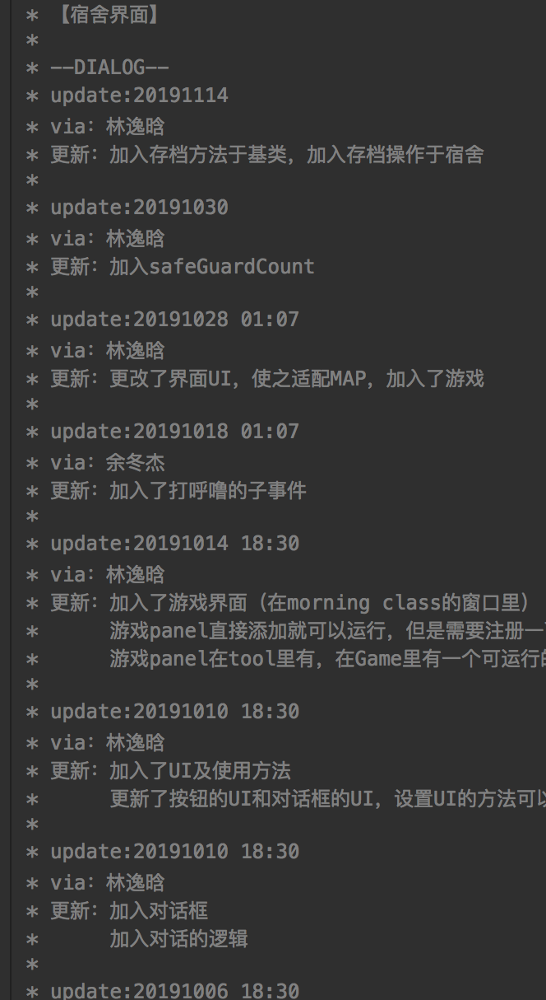 * 【宿舍界面】
*
* --DIALOG--
* update:20191114
* via：林逸晗
* 更新：加入存档方法于基类，加入存档操作于宿舍
*
* update:20191030
* via：林逸晗
* 更新：加入safeGuardCount
*
* update:20191028 01:07
* via：林逸晗
* 更新：更改了界面UI，使之适配MAP，加入了游戏
*
* update:20191018 01:07
* via：余冬杰
* 更新：加入了打呼噜的子事件
*
* update:20191014 18:30
* via：林逸晗
* 更新：加入了游戏界面（在morning class的窗口里）
* 游戏panel直接添加就可以运行，但是需要注册一
* 游戏panel在tool里有，在Game里有一个可运行
*
* update:20191010 18:30
* via：林逸晗
* 更新：加入了UI及使用方法
* 更新了按钮的UI和对话框的UI，设置UI的方法可
*
* update:20191010 18:30
* via：林逸晗
* 更新：加入对话框
* 加入对话的逻辑
*
* update:20191006 18:30